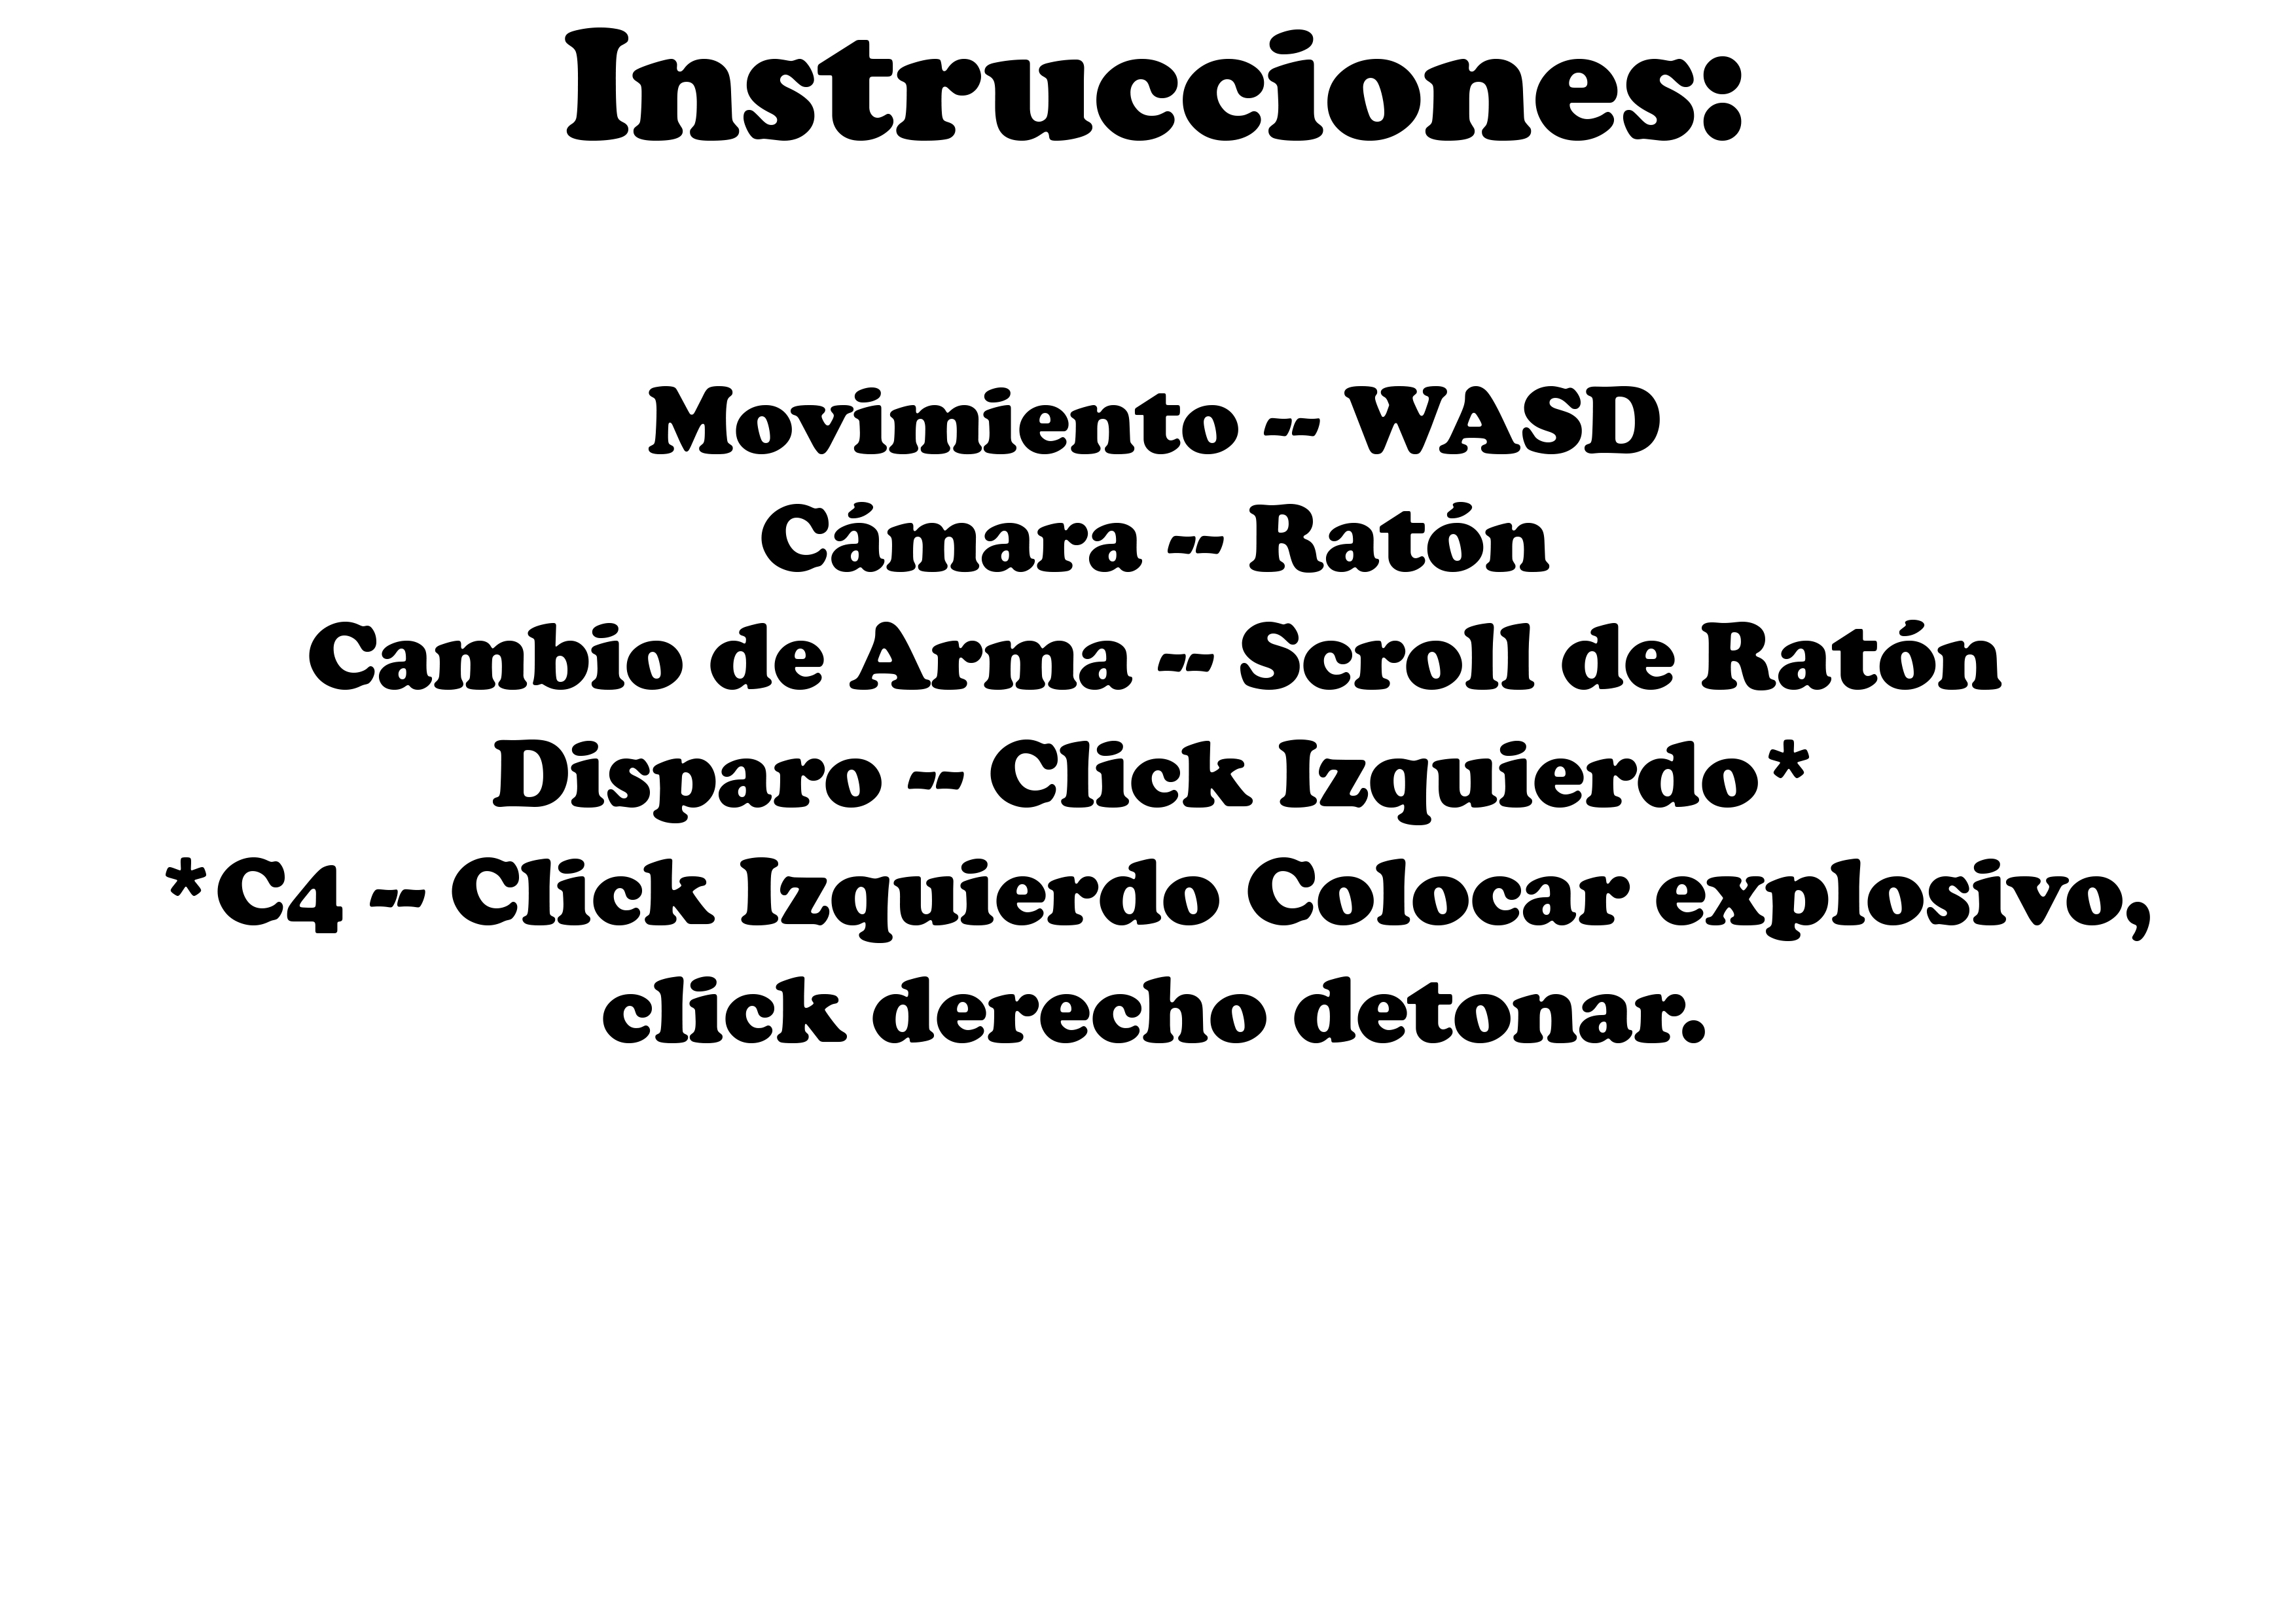 Instrucciones:
Movimiento -- WASD
Cámara -- Ratón
Cambio de Arma -- Scroll de Ratón
Disparo -- Click Izquierdo*
*C4 -- Click Izquierdo Colocar explosivo,
click derecho detonar.